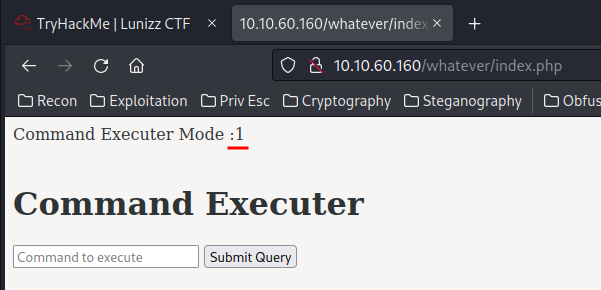 TryHackMe | Lunizz CTF
10.10.60.160/whatever/index
10.10.60.160/whatever/index.php
Recon Exploitation Priv Esc Cryptography Steganography Obfus
Command Executer Mode :1
Command Executer
Command to execute Submit Query